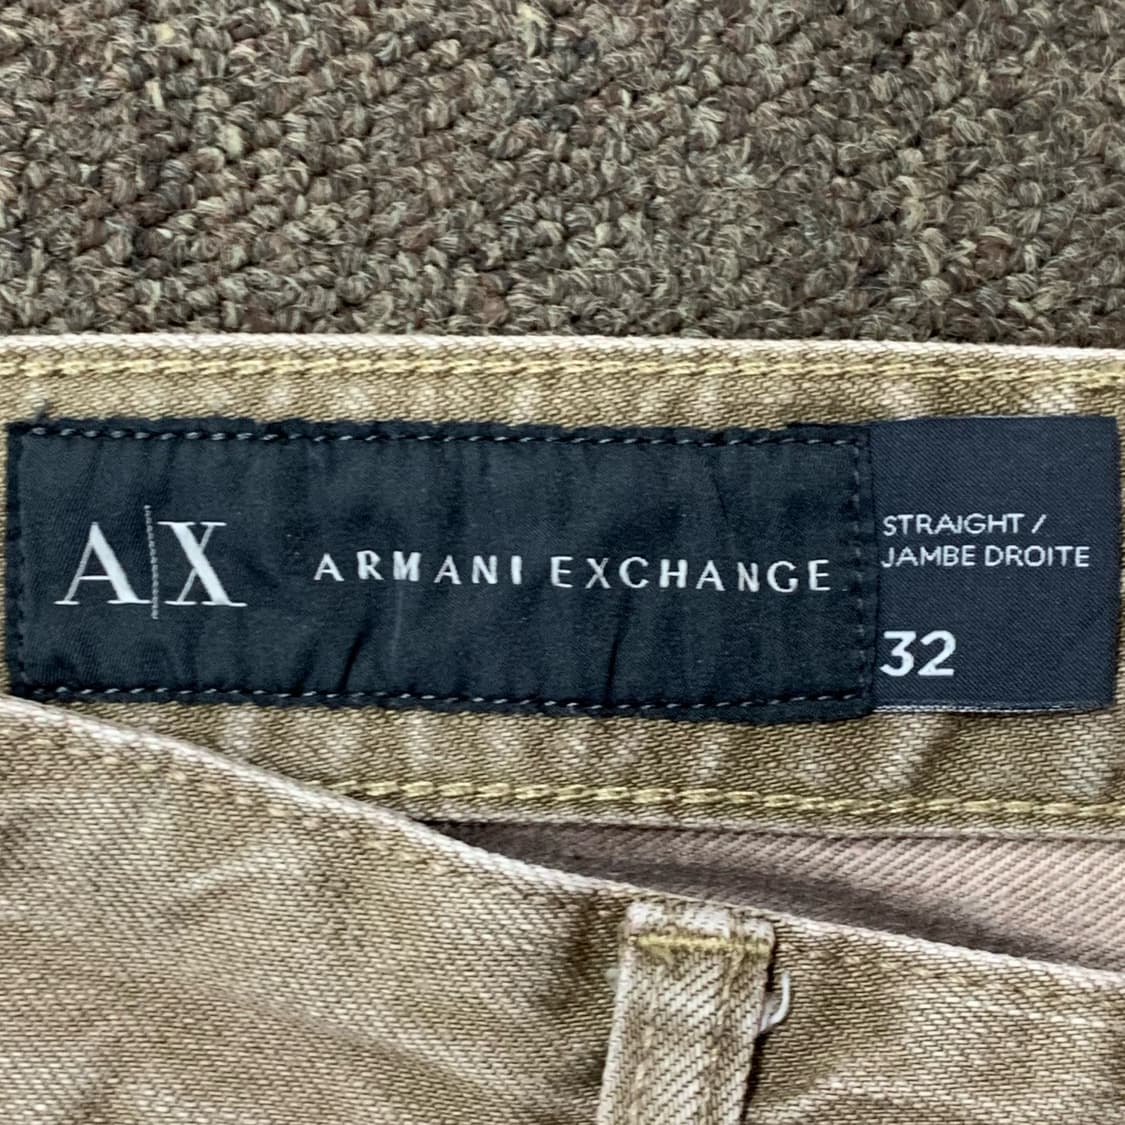 A|X ARMANI EXCHANGE
STRAIGHT /
JAMBE DROITE
32